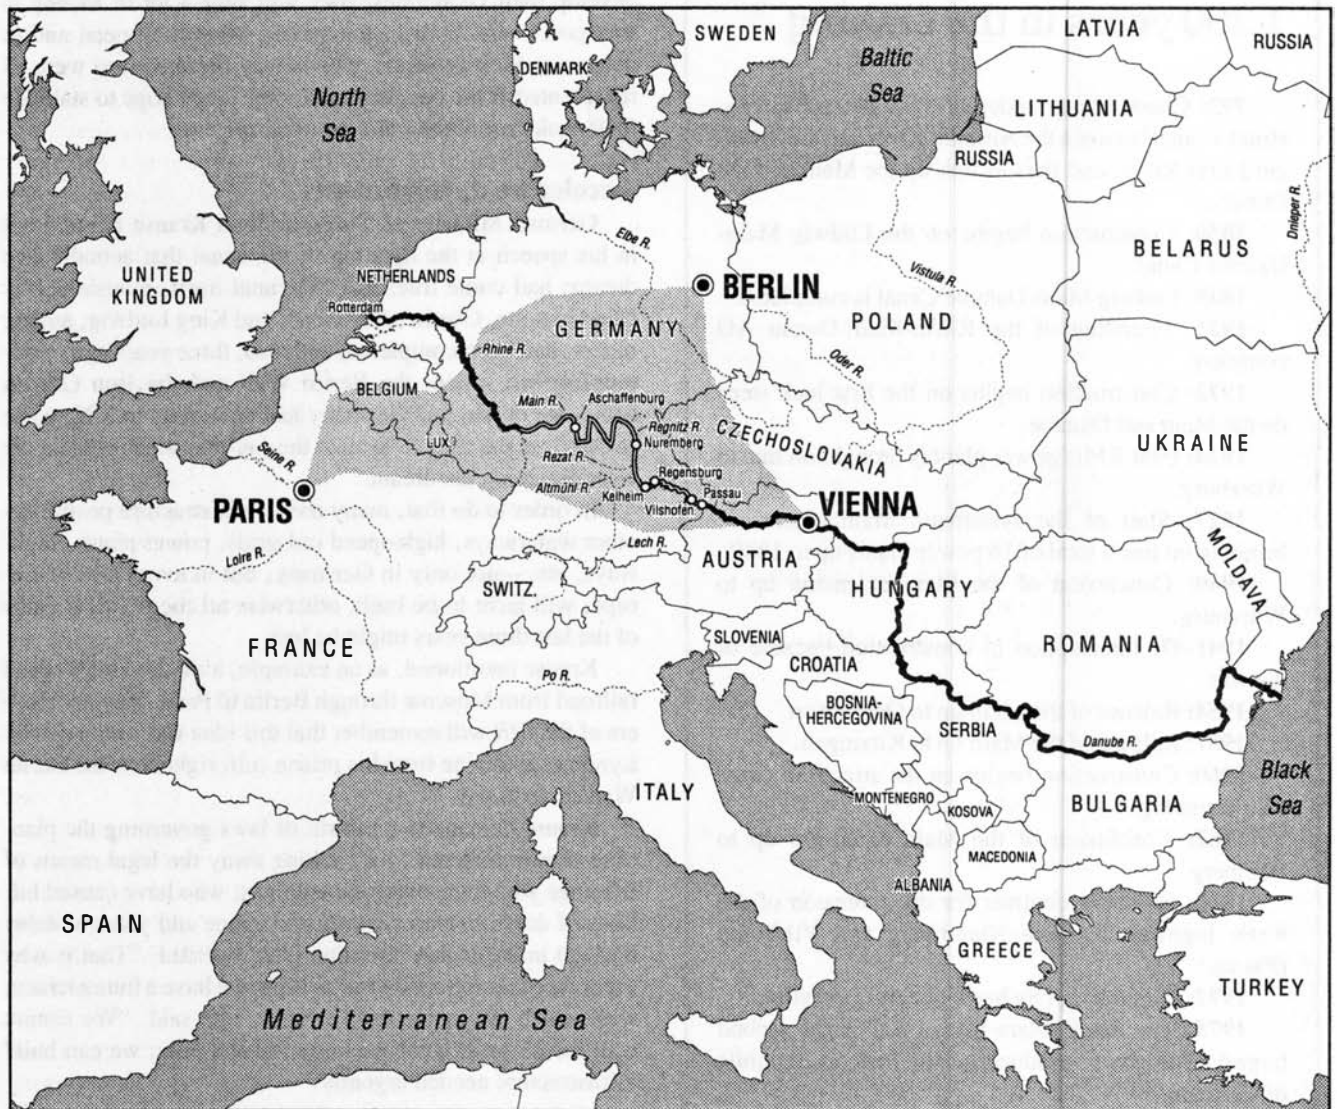 SWEDEN
LATVIA
RUSSIA
DENMARK
Baltic
Sea
North
Sea
LITHUANIA
RUSSIA
Dnieper R.
Elbe R.
BELARUS
UNITED
KINGDOM
NETHERLANDS
Vistula R.
BERLIN
Rotterdam
GERMANY
POLAND
Rhine R.
Oder R.
BELGIUM
Main R.
Aschaffenburg
Regnitz R.
LUX.
Nuremberg
CZECHOSLOVAKIA
UKRAINE
Seine R.
Rezat R.
Regensburg
Altmühl R.
Kelheim
Passau
PARIS
Vilshofen
VIENNA
Lech R.
Loire R.
AUSTRIA
MOLDAVA
SWITZ.
HUNGARY
SLOVENIA
FRANCE
CROATIA
ROMANIA
Po R.
BOSNIA-
HERCEGOVINA
SERBIA
Danube R.
ITALY
Black
Sea
MONTENEGRO
KOSOVA
BULGARIA
MACEDONIA
ALBANIA
SPAIN
GREECE
TURKEY
Mediterranean Sea